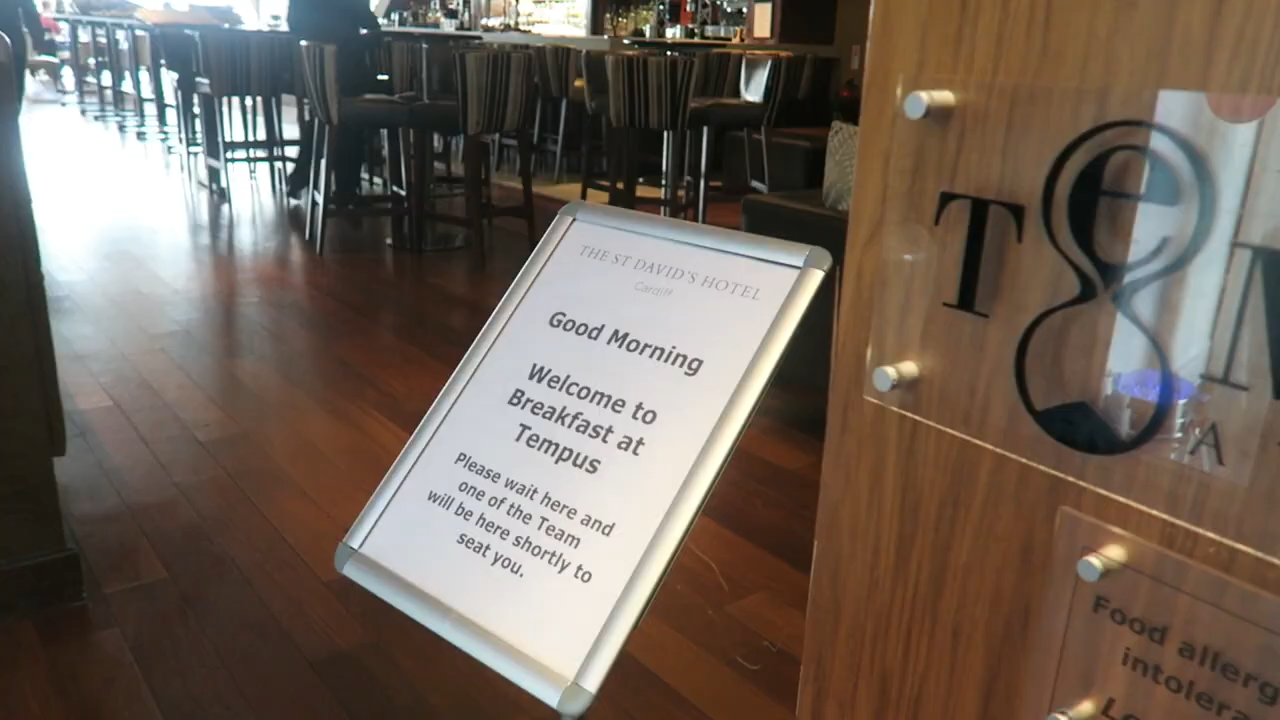 THE ST DAVID'S HOTEL
Cardiff
Good Morning
Welcome to
Breakfast at
Tempus
Please wait here and
one of the Team
will be here shortly to
seat you.
TeM
A
Food allerg
intolera